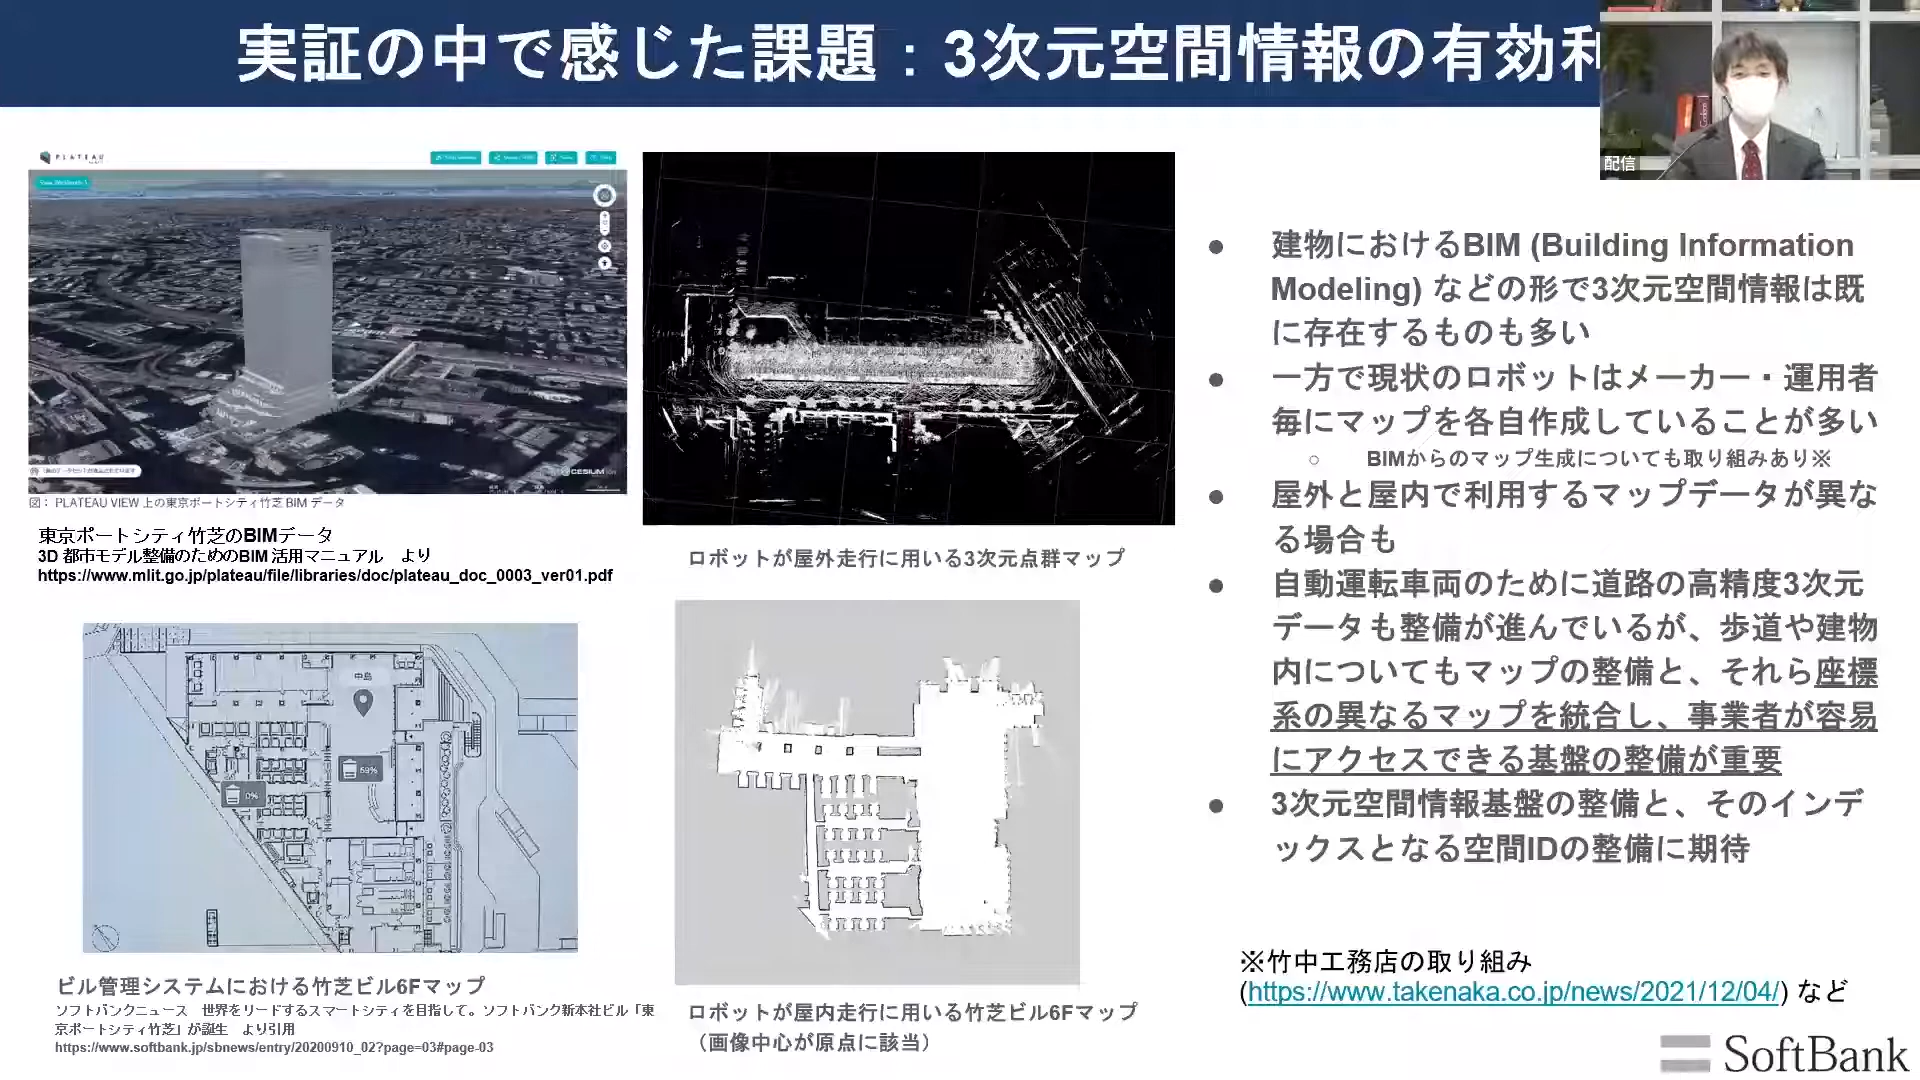 実証の中で感じた課題：3次元空間情報の有効利
配信
PLATEAU
CESIUM
図： PLATEAU VIEW 上の東京ポートシティ竹芝 BIM データ
東京ポートシティ竹芝のBIMデータ
3D 都市モデル整備のためのBIM 活用マニュアル　より
https://www.mlit.go.jp/plateau/file/libraries/doc/plateau_doc_0003_ver01.pdf
ロボットが屋外走行に用いる3次元点群マップ
中島
59%
0%
ビル管理システムにおける竹芝ビル6Fマップ
ソフトバンクニュース　世界をリードするスマートシティを目指して。ソフトバンク新本社ビル「東
京ポートシティ竹芝」が誕生　より引用
https://www.softbank.jp/sbnews/entry/20200910_02?page=03#page-03
ロボットが屋内走行に用いる竹芝ビル6Fマップ
（画像中心が原点に該当）
● 建物におけるBIM (Building Information
Modeling) などの形で3次元空間情報は既
に存在するものも多い
● 一方で現状のロボットはメーカー・運用者
毎にマップを各自作成していることが多い
○ BIMからのマップ生成についても取り組みあり※
● 屋外と屋内で利用するマップデータが異な
る場合も
● 自動運転車両のために道路の高精度3次元
データも整備が進んでいるが、歩道や建物
内についてもマップの整備と、それら座標
系の異なるマップを統合し、事業者が容易
にアクセスできる基盤の整備が重要
● 3次元空間情報基盤の整備と、そのインデ
ックスとなる空間IDの整備に期待
※竹中工務店の取り組み
(https://www.takenaka.co.jp/news/2021/12/04/) など
SoftBank